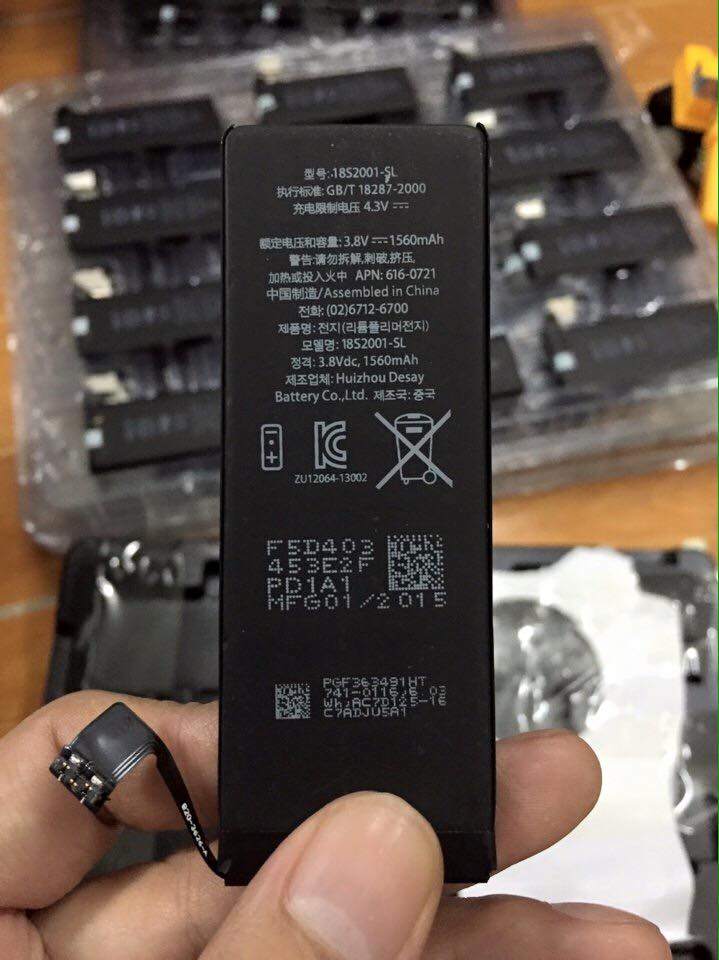 型号: 18S2001-SL
执行标准: GB/T 18287-2000
充电限制电压 4.3V ⎓
额定电压和容量: 3.8V ⎓ 1560mAh
警告:请勿拆解,刺破,挤压,
加热或投入火中 APN: 616-0721
中国制造/Assembled in China
전화: (02)6712-6700
제품명: 전지(리튬폴리머전지)
모델명: 18S2001-SL
정격: 3.8Vdc, 1560mAh
제조업체: Huizhou Desay
Battery Co.,Ltd. 제조국: 중국
ZU12064-13002
F5D403
453E2F
PD1A1
MFG01/2015
PGF363491HT
741-0116,6.03
Wh,AC7D125-16
C7ADJU5A1
820-3626-A